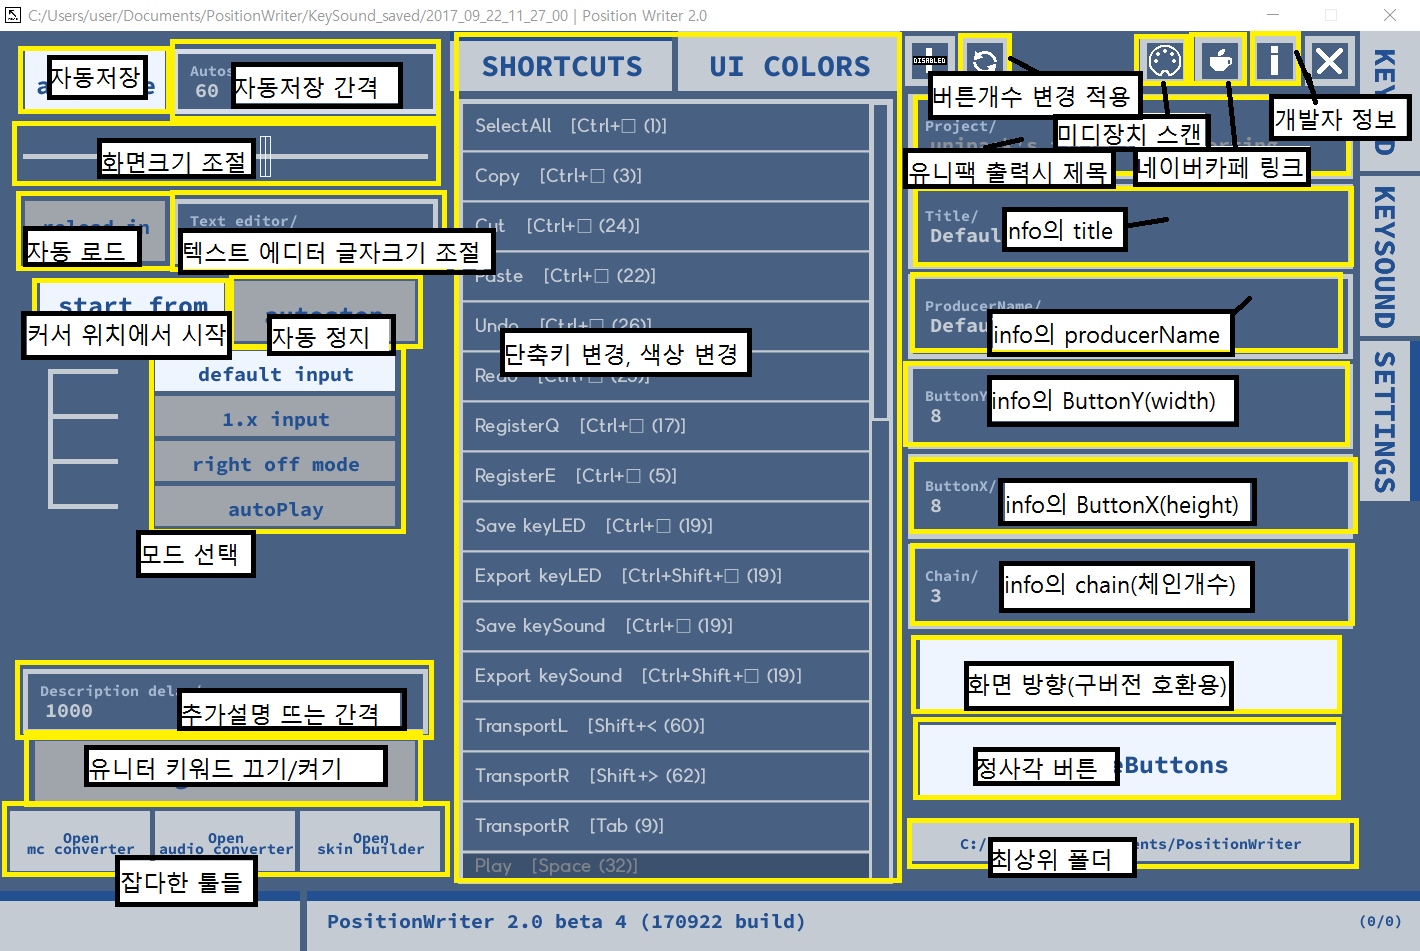 C:/Users/user/Documents/PositionWriter/KeySound_saved/2017_09_22_11_27_00 | Position Writer 2.0
자동저장
60
자동저장 간격
화면크기 조절
자동 로드
Text editor/
텍스트 에디터 글자크기 조절
start from
커서 위치에서 시작
자동 정지
default input
1.x input
right off mode
autoPlay
모드 선택
1000
추가설명 뜨는 간격
유니터 키워드 끄기/켜기
Open
mc converter
Open
audio converter
Open
skin builder
잡다한 툴들
SHORTCUTS
UI COLORS
SelectAll [Ctrl+□ (1)]
Copy [Ctrl+□ (3)]
Cut [Ctrl+□ (24)]
Paste [Ctrl+□ (22)]
Undo [Ctrl+□ (26)]
단축키 변경, 색상 변경
RegisterQ [Ctrl+□ (17)]
RegisterE [Ctrl+□ (5)]
Save keyLED [Ctrl+□ (19)]
Export keyLED [Ctrl+Shift+□ (19)]
Save keySound [Ctrl+□ (19)]
Export keySound [Ctrl+Shift+□ (19)]
TransportL [Shift+< (60)]
TransportR [Shift+> (62)]
TransportR [Tab (9)]
Play [Space (32)]
DISABLED
버튼개수 변경 적용
미디장치 스캔
개발자 정보
네이버카페 링크
Project/
유니팩 출력시 제목
Title/
nfo의 title
ProducerName/
info의 producerName
ButtonY
8
info의 ButtonY(width)
ButtonX/
8
info의 ButtonX(height)
Chain/
3
info의 chain(체인개수)
화면 방향(구버전 호환용)
정사각 버튼
eButtons
C:/
ents/PositionWriter
최상위 폴더
KEYSOUND
SETTINGS
PositionWriter 2.0 beta 4 (170922 build)
(0/0)